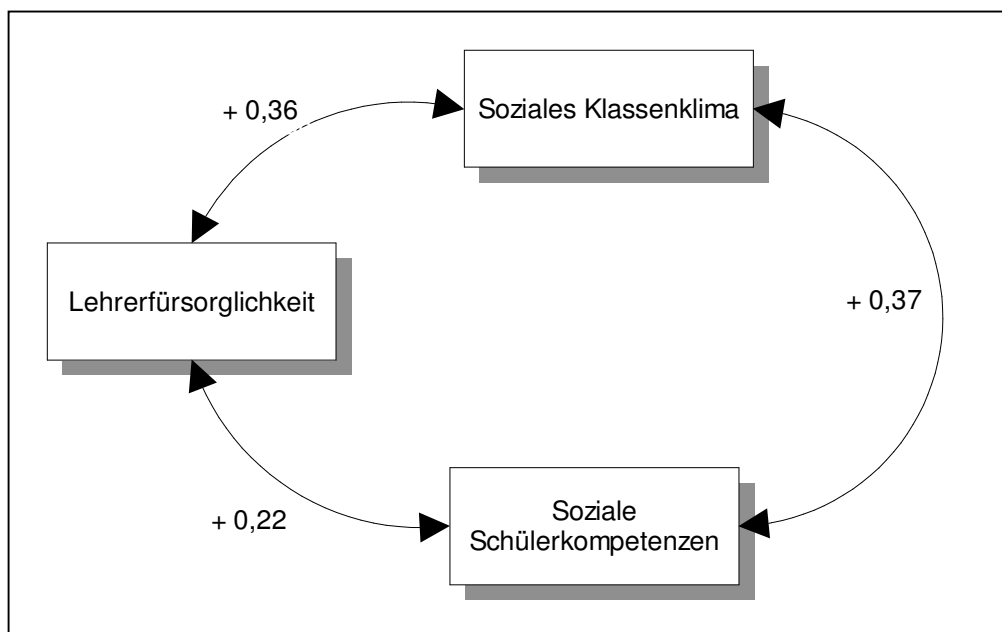 Soziales Klassenklima
+ 0,36
Lehrerfürsorglichkeit
+ 0,37
+ 0,22
Soziale
Schülerkompetenzen